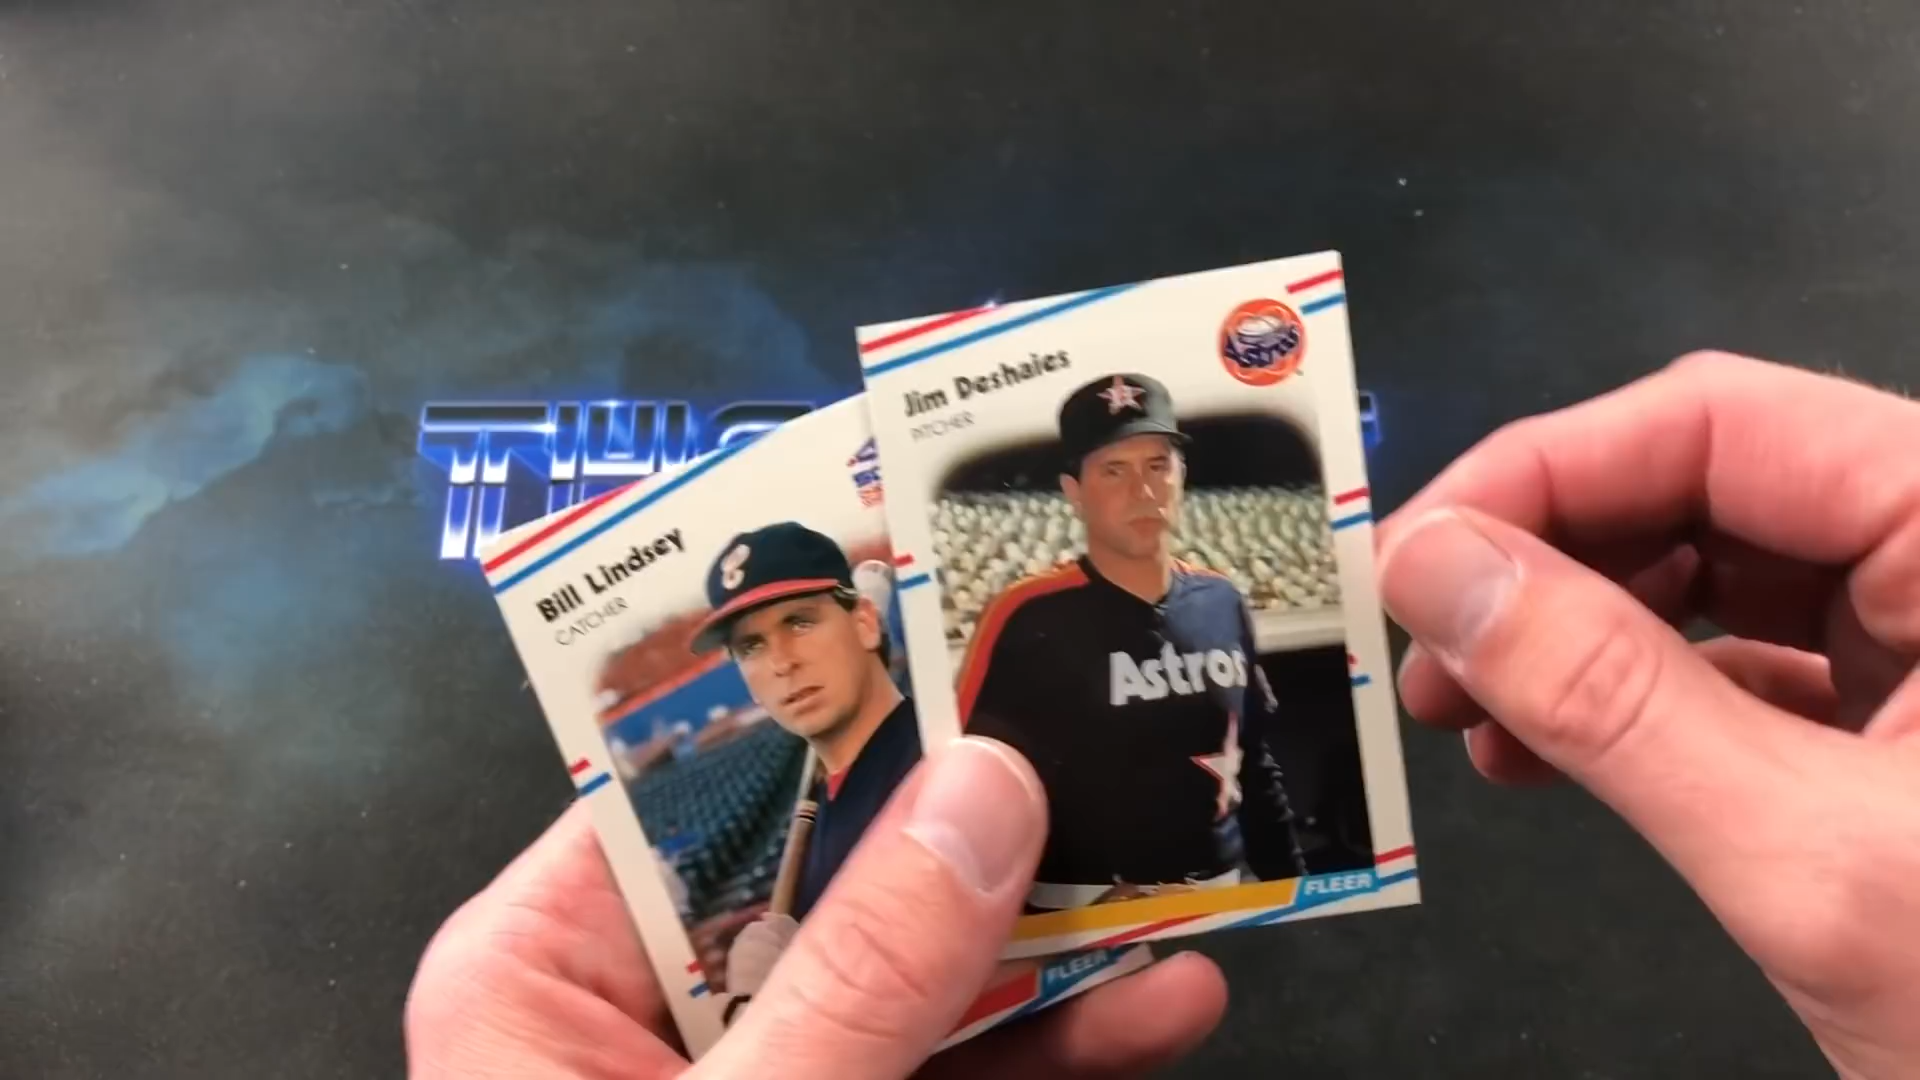 Bill Lindsey
CATCHER
FLEER
Jim Deshaies
PITCHER
Astros
Astros
FLEER